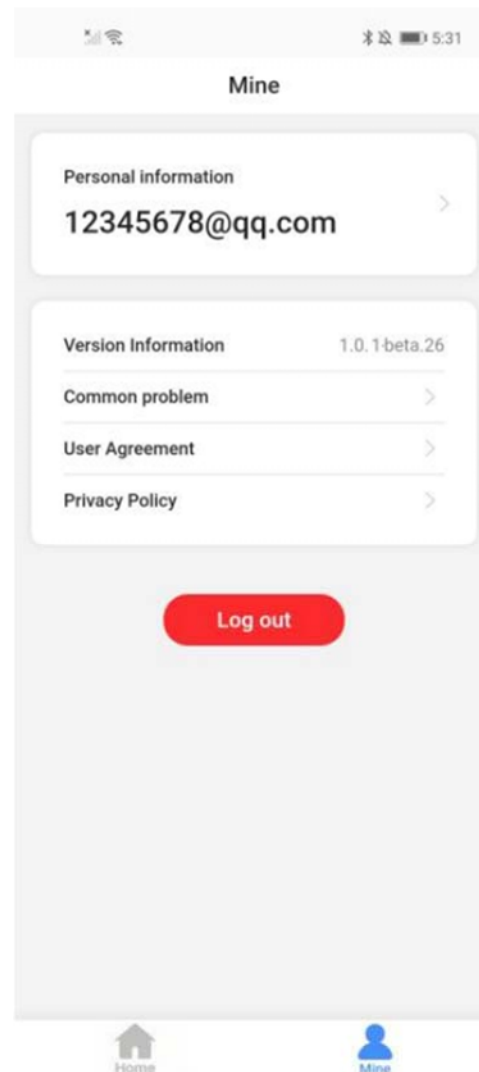 5:31
Mine
Personal information
12345678@qq.com
Version Information 1.0.1-beta.26
Common problem
User Agreement
Privacy Policy
Log out
Home Mine